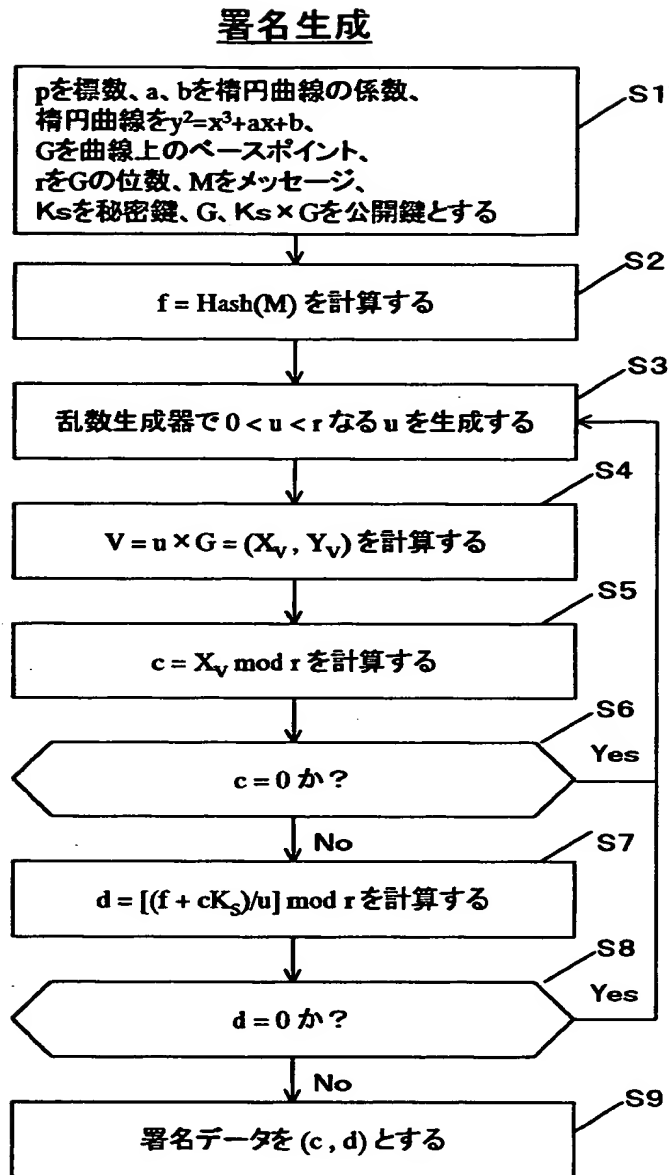 署名生成
pを標数、a、bを楕円曲線の係数、
楕円曲線をy²=x³+ax+b、
Gを曲線上のベースポイント、
rをGの位数、Mをメッセージ、
Ksを秘密鍵、G、Ks×Gを公開鍵とする
S1
S2
f = Hash(M) を計算する
S3
乱数生成器で 0 < u < r なる u を生成する
S4
V = u × G = (X_V , Y_V) を計算する
S5
c = X_V mod r を計算する
S6
c = 0 か?
Yes
No
S7
d = [(f + cK_S)/u] mod r を計算する
S8
d = 0 か?
Yes
No
S9
署名データを (c , d) とする